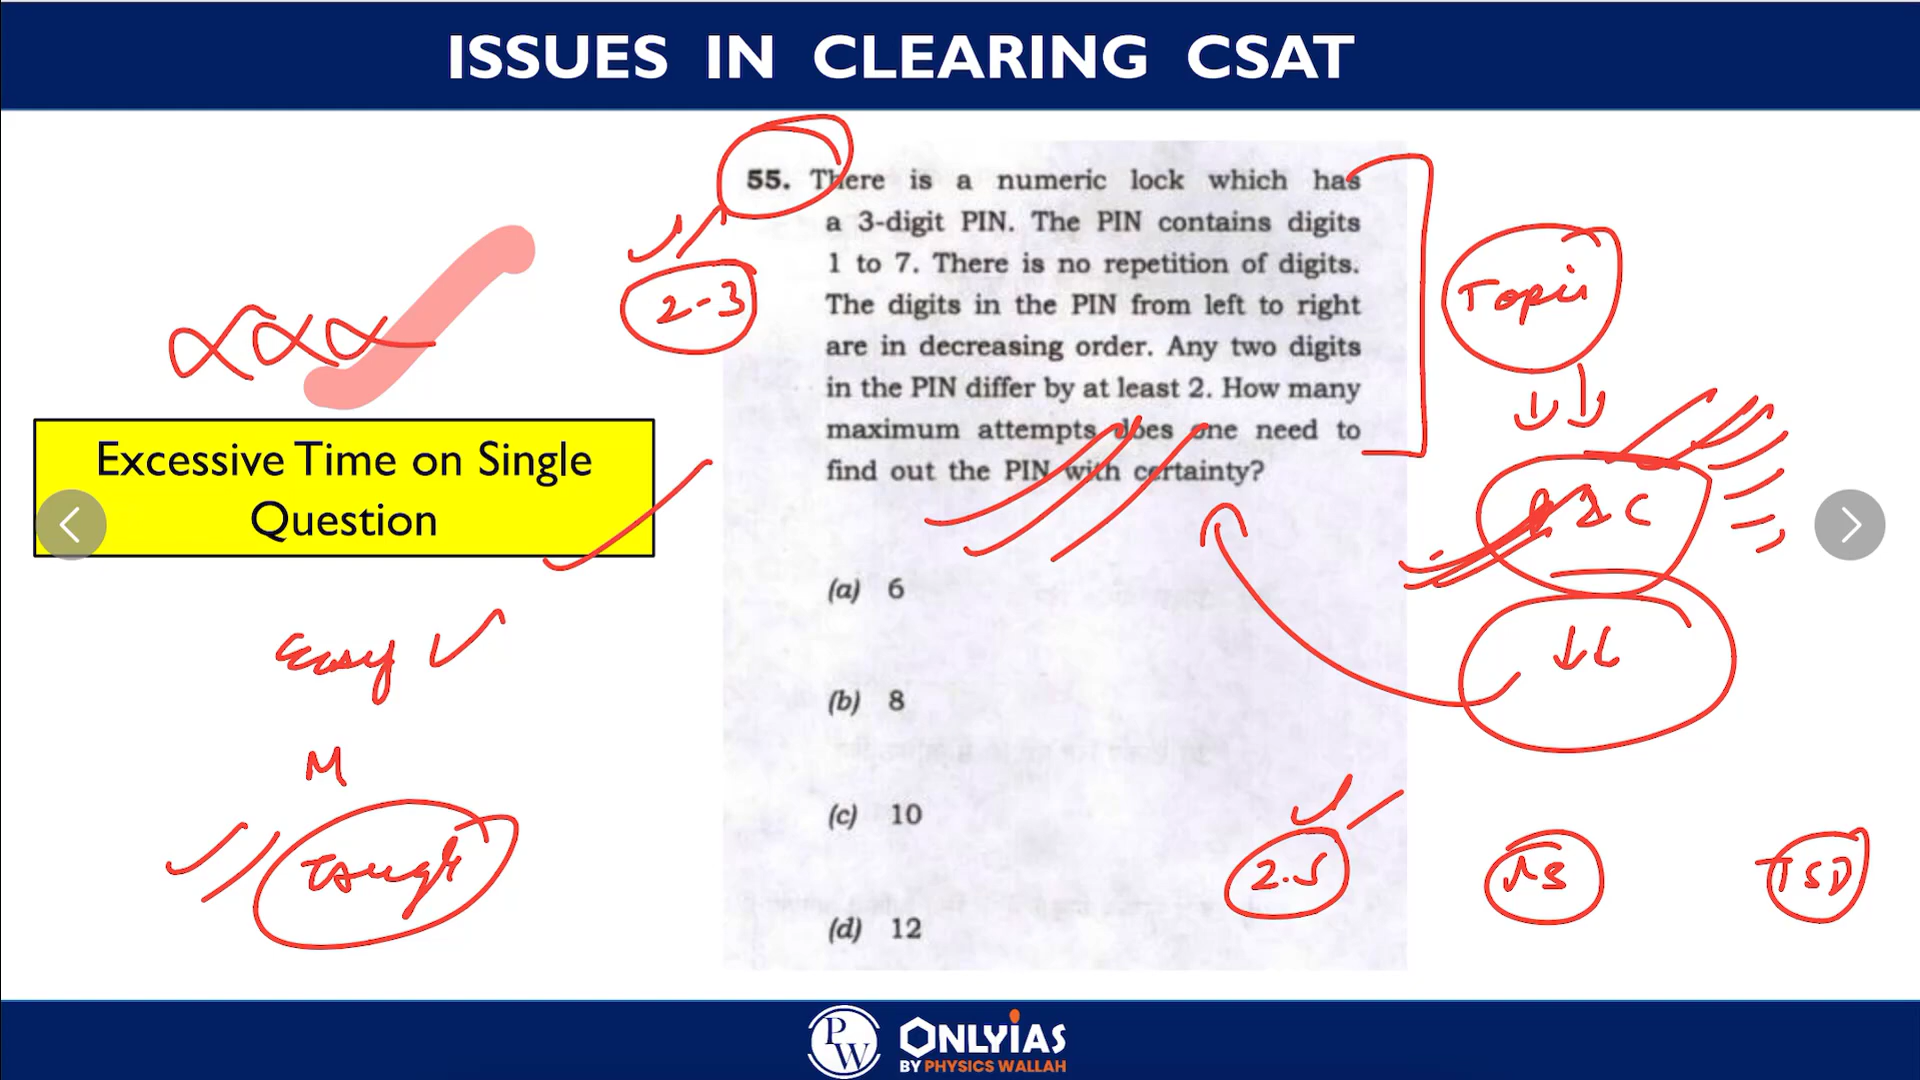 ISSUES IN CLEARING CSAT
55. There is a numeric lock which has
a 3-digit PIN. The PIN contains digits
1 to 7. There is no repetition of digits.
The digits in the PIN from left to right
are in decreasing order. Any two digits
in the PIN differ by at least 2. How many
maximum attempts does one need to
find out the PIN with certainty?
(a) 6
(b) 8
(c) 10
(d) 12
2-3
Excessive Time on Single
Question
Easy
M
Tough
Topic
P&C
2.5
TSD
PW
ONLYIAS
BY PHYSICS WALLAH